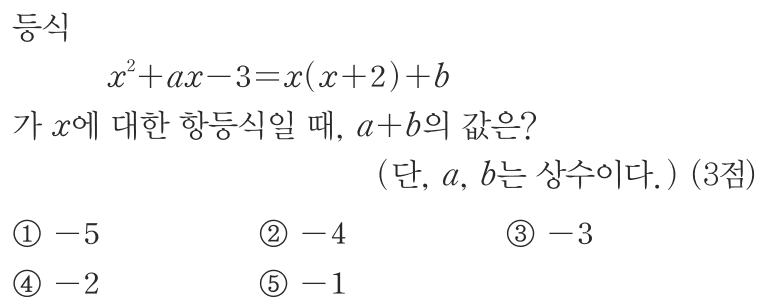 등식
x²+ax−3=x(x+2)+b
가 x에 대한 항등식일 때, a+b의 값은?
(단, a, b는 상수이다.) (3점)
① −5 ② −4 ③ −3
④ −2 ⑤ −1